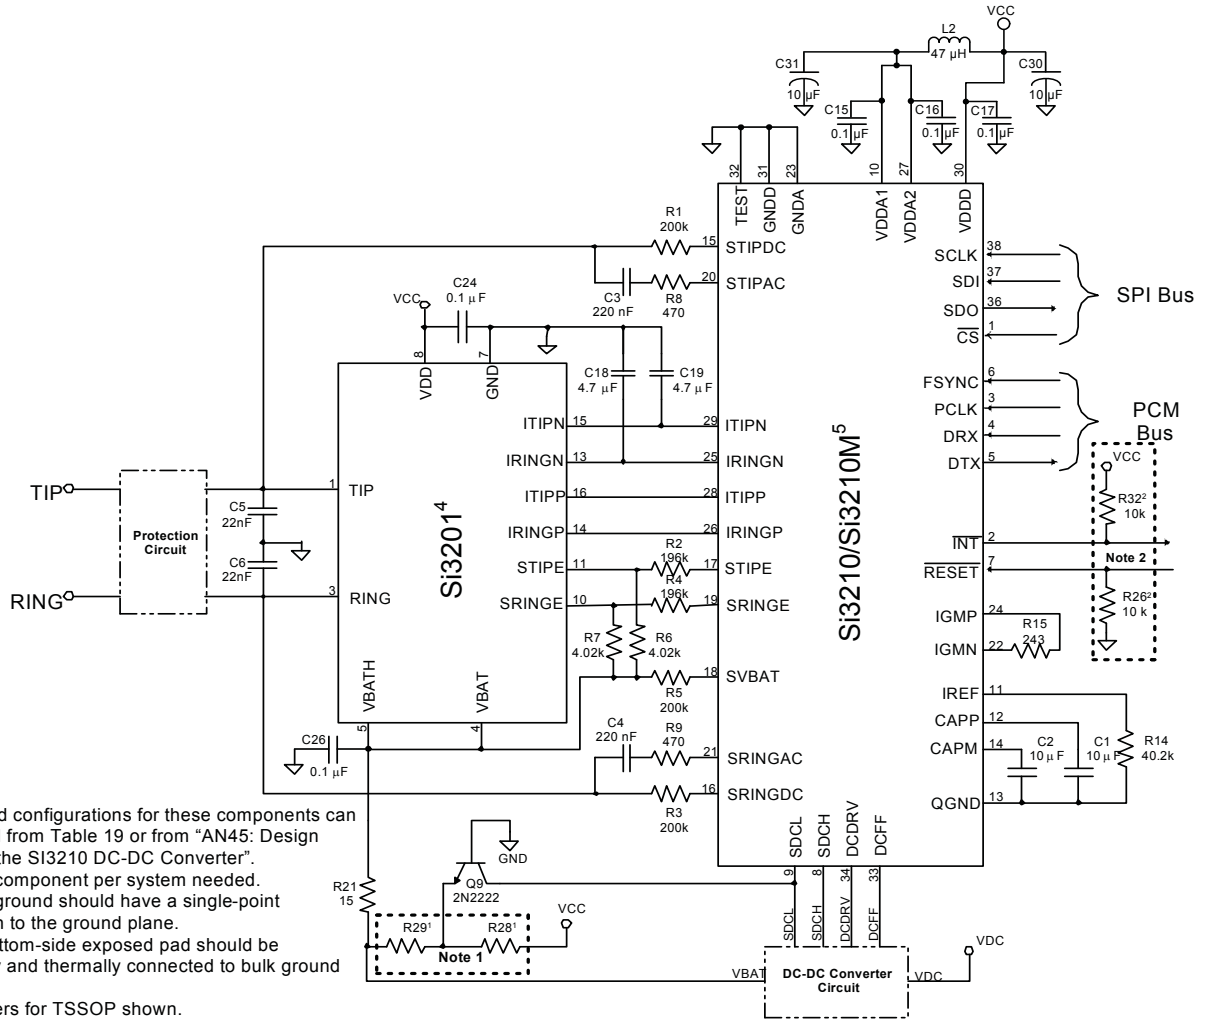 VCC
L2
47 µH
C31
10 µF
C30
10 µF
C15
0.1 µF
C16
0.1 µF
C17
0.1 µF
32
31
23
10
27
30
TEST
GNDD
GNDA
VDDA1
VDDA2
VDDD
R1
200k
15
STIPDC
C3
220 nF
R8
470
20
STIPAC
SCLK
38
SDI
37
SDO
36
CS
1
SPI Bus
FSYNC
6
PCLK
3
DRX
4
DTX
5
PCM
Bus
VCC
C24
0.1 µF
8
7
VDD
GND
C18
4.7 µF
C19
4.7 µF
ITIPN
15
29
ITIPN
IRINGN
13
25
IRINGN
ITIPP
16
28
ITIPP
IRINGP
14
26
IRINGP
STIPE
11
R2
196k
17
STIPE
SRINGE
10
R4
196k
19
SRINGE
R7
4.02k
R6
4.02k
18
SVBAT
R5
200k
Si3201⁴
Si3210/Si3210M⁵
TIP
Protection
Circuit
RING
C5
22nF
C6
22nF
1
TIP
3
RING
VBATH
VBAT
5
4
C26
0.1 µF
C4
220 nF
R9
470
21
SRINGAC
16
SRINGDC
R3
200k
VCC
R32²
10k
INT
2
Note 2
RESET
7
R26²
10 k
IGMP
24
R15
243
IGMN
22
IREF
11
CAPP
12
CAPM
14
C2
10 µF
C1
10 µF
R14
40.2k
QGND
13
SDCL
SDCH
DCDRV
DCFF
9
8
34
33
SDCL
SDCH
DCDRV
DCFF
GND
Q9
2N2222
R21
15
R29¹
R28¹
Note 1
VCC
VBAT
DC-DC Converter
Circuit
VDC
VDC
d configurations for these components can
from Table 19 or from “AN45: Design
the SI3210 DC-DC Converter”.
component per system needed.
ground should have a single-point
n to the ground plane.
ttom-side exposed pad should be
and thermally connected to bulk ground
ers for TSSOP shown.